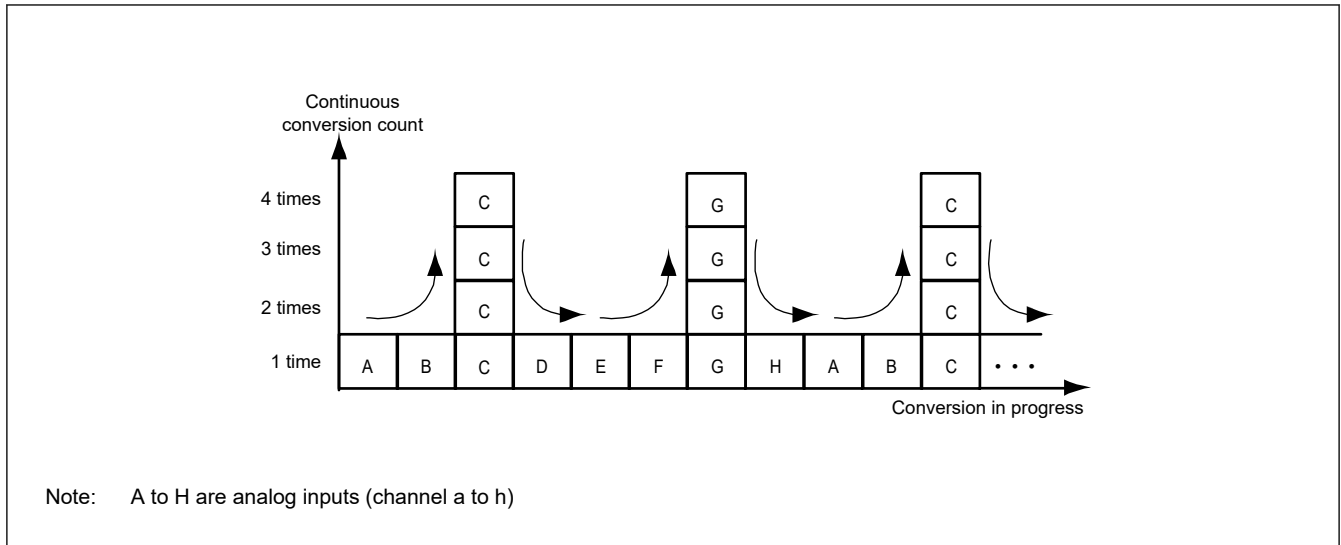 Continuous
conversion count
4 times C G C
3 times C G C
2 times C G C
1 time A B C D E F G H A B C • • •
Conversion in progress
Note: A to H are analog inputs (channel a to h)